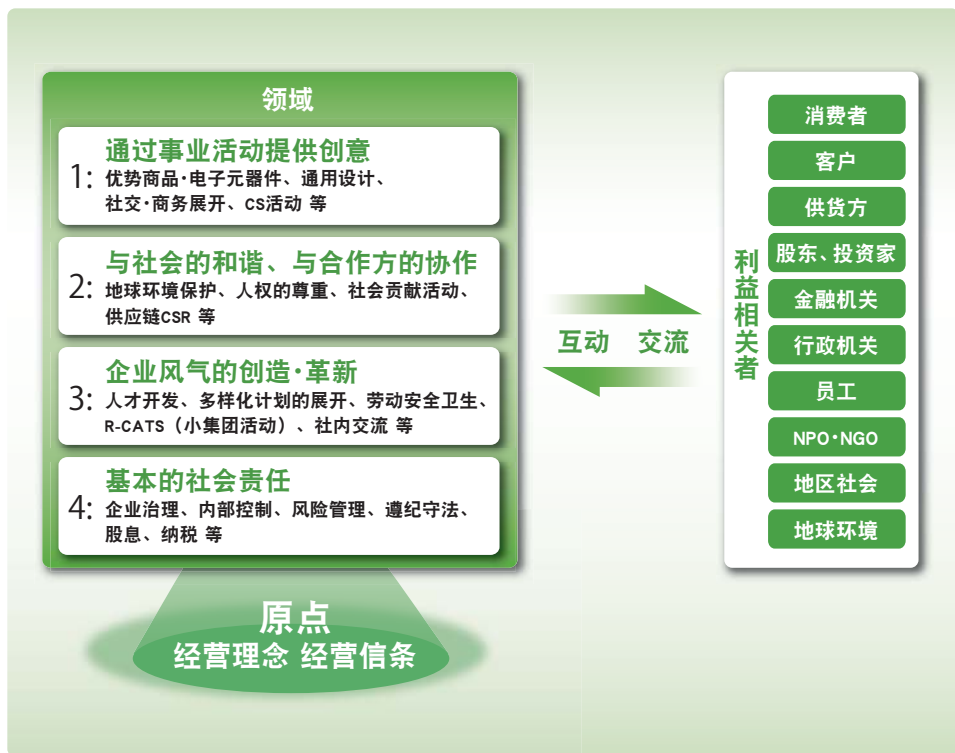 领域
1: 通过事业活动提供创意
优势商品·电子元器件、通用设计、
社交·商务展开、CS活动 等
2: 与社会的和谐、与合作方的协作
地球环境保护、人权的尊重、社会贡献活动、
供应链CSR 等
3: 企业风气的创造·革新
人才开发、多样化计划的展开、劳动安全卫生、
R-CATS（小集团活动）、社内交流 等
4: 基本的社会责任
企业治理、内部控制、风险管理、遵纪守法、
股息、纳税 等
原点
经营理念 经营信条
互动 交流
利益相关者
消费者
客户
供货方
股东、投资家
金融机关
行政机关
员工
NPO·NGO
地区社会
地球环境